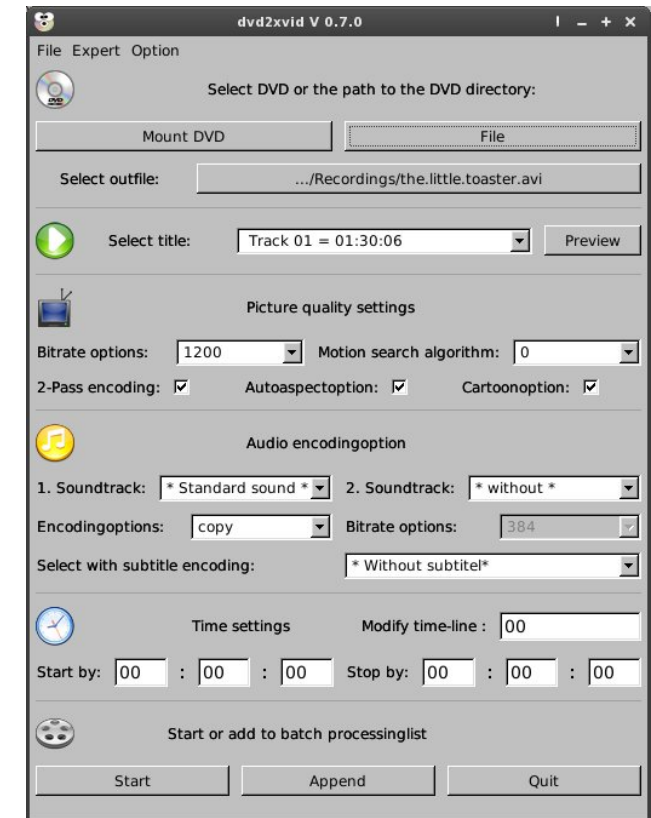 dvd2xvid V 0.7.0
File Expert Option
Select DVD or the path to the DVD directory:
Mount DVD File
Select outfile: .../Recordings/the.little.toaster.avi
Select title: Track 01 = 01:30:06 Preview
Picture quality settings
Bitrate options: 1200 Motion search algorithm: 0
2-Pass encoding: Autoaspectoption: Cartoonoption:
Audio encodingoption
1. Soundtrack: * Standard sound * 2. Soundtrack: * without *
Encodingoptions: copy Bitrate options: 384
Select with subtitle encoding: * Without subtitel*
Time settings Modify time-line : 00
Start by: 00 : 00 : 00 Stop by: 00 : 00 : 00
Start or add to batch processinglist
Start Append Quit